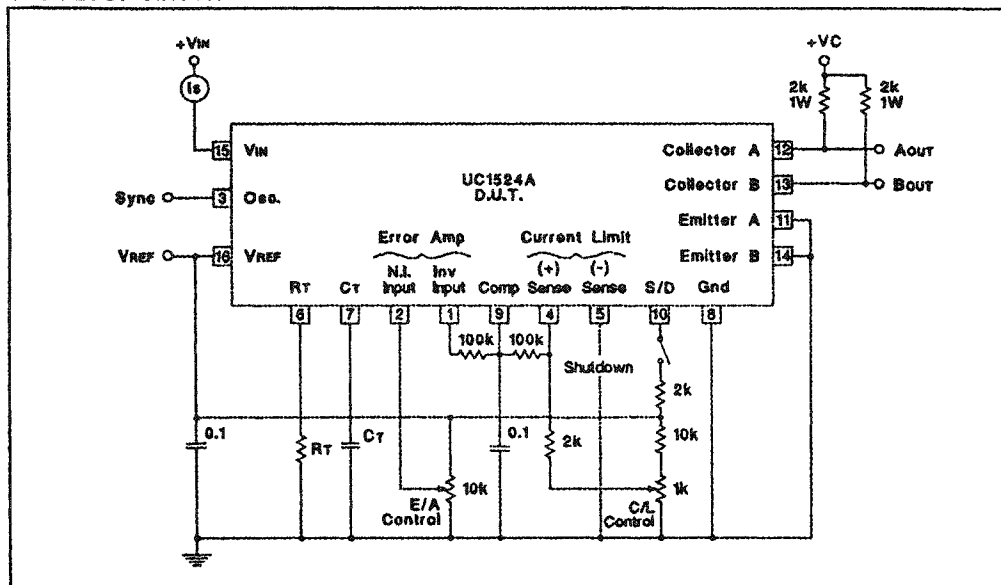 +VIN
Is
+VC
2k
1W
2k
1W
15 VIN
Collector A 12
AOUT
UC1524A
D.U.T.
Collector B 13
BOUT
Sync
3 Osc.
Emitter A 11
Error Amp
Current Limit
VREF
16 VREF
Emitter B 14
N.I. Input
Inv Input
(+) Sense
(-) Sense
RT CT Comp S/D Gnd
6 7 2 1 9 4 5 10 8
100k 100k
Shutdown
2k
0.1
RT
CT
10k
0.1
2k
10k
1k
E/A
Control
C/L
Control